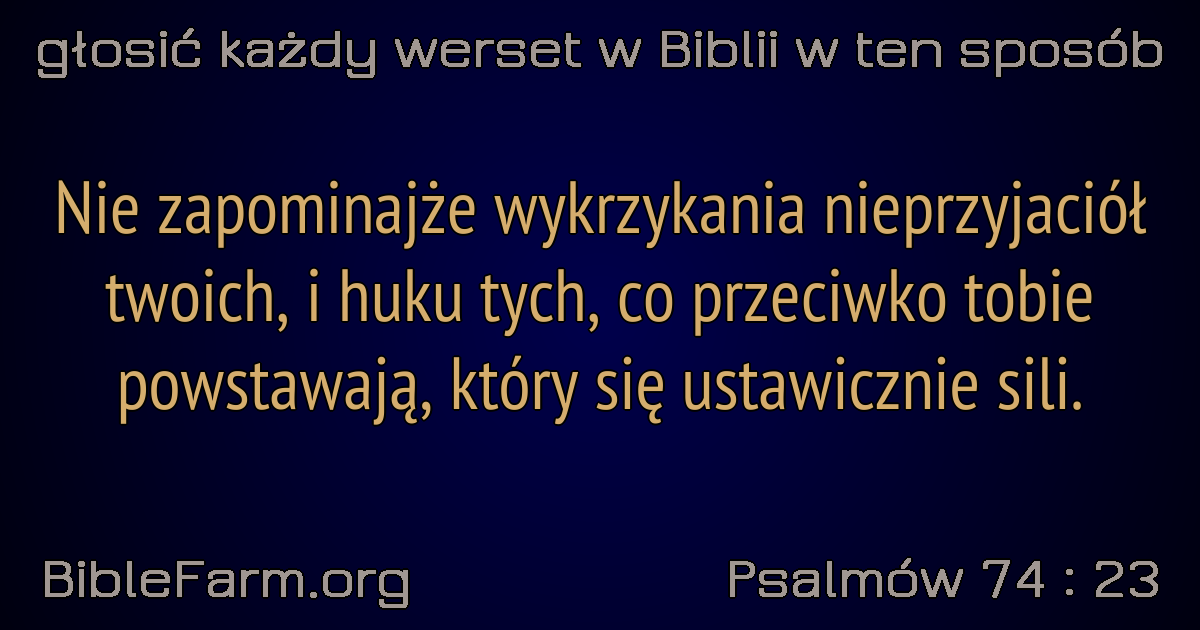 głosić każdy werset w Biblii w ten sposób
Nie zapominajże wykrzykania nieprzyjaciół
twoich, i huku tych, co przeciwko tobie
powstawają, który się ustawicznie sili.
BibleFarm.org
Psalmów 74 : 23